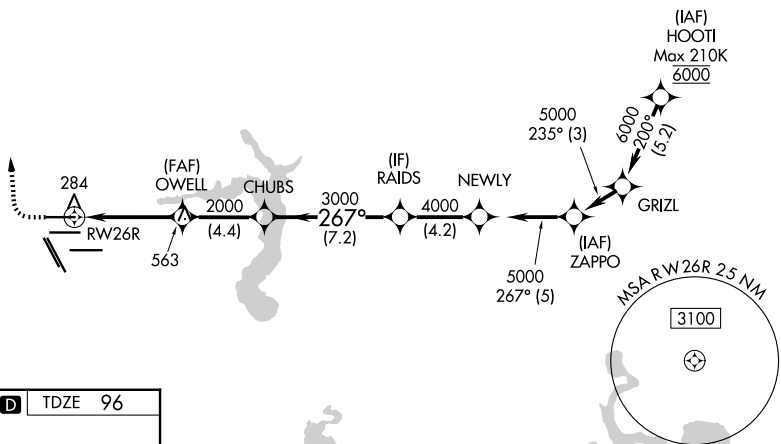 (IAF)
HOOTI
Max 210K
6000
6000
200°
(5.2)
5000
235° (3)
GRIZL
(IAF)
ZAPPO
5000
267° (5)
NEWLY
4000
(4.2)
(IF)
RAIDS
3000
267°
(7.2)
CHUBS
2000
(4.4)
(FAF)
OWELL
563
284
RW26R
MSA RW26R 25 NM
3100
D TDZE 96